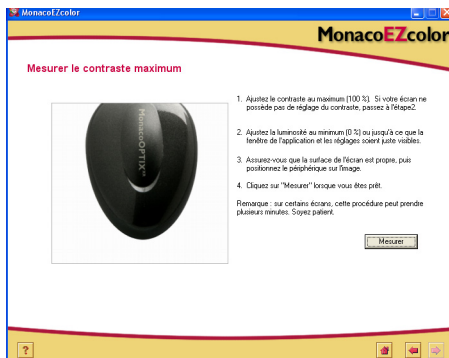 MonacoEZcolor
MonacoEZcolor
Mesurer le contraste maximum
MonacoOPTIX
1. Ajustez le contraste au maximum (100 %). Si votre écran ne
possède pas de réglage du contraste, passez à l'étape2.
2. Ajustez la luminosité au minimum (0 %) ou jusqu'à ce que la
fenêtre de l'application et les réglages soient juste visibles.
3. Assurez-vous que la surface de l'écran est propre, puis
positionnez le périphérique sur l'image.
4. Cliquez sur "Mesurer" lorsque vous êtes prêt.
Remarque : sur certains écrans, cette procédure peut prendre
plusieurs minutes. Soyez patient.
Mesurer
?